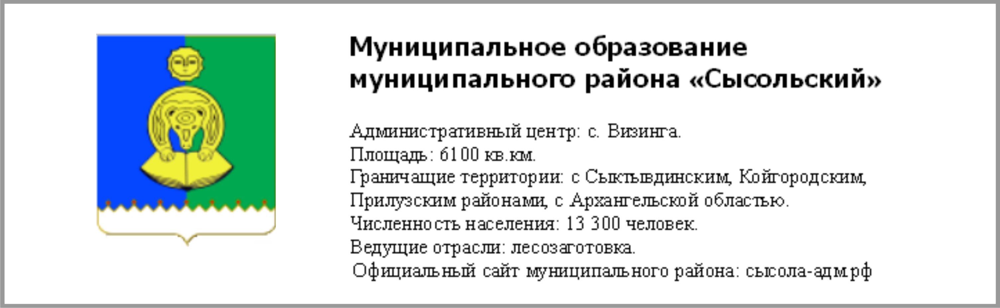 Муниципальное образование
муниципального района «Сысольский»
Административный центр: с. Визинга.
Площадь: 6100 кв.км.
Граничащие территории: с Сыктывдинским, Койгородским,
Прилузским районами, с Архангельской областью.
Численность населения: 13 300 человек.
Ведущие отрасли: лесозаготовка.
Официальный сайт муниципального района: сысола-адм.рф